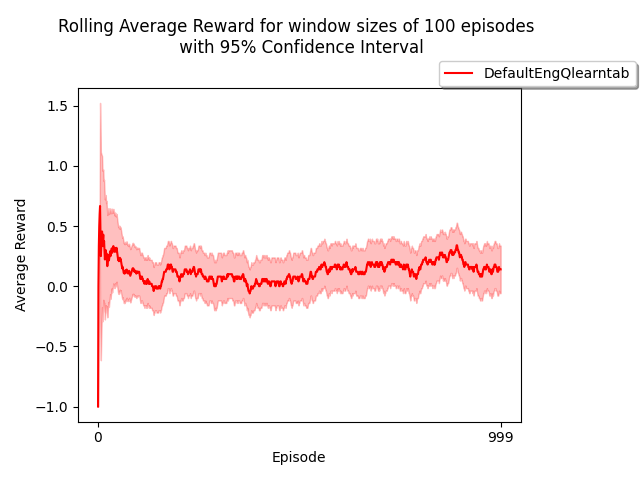 Rolling Average Reward for window sizes of 100 episodes
with 95% Confidence Interval
DefaultEngQlearntab
1.5
1.0
0.5
0.0
−0.5
−1.0
Average Reward
0
999
Episode